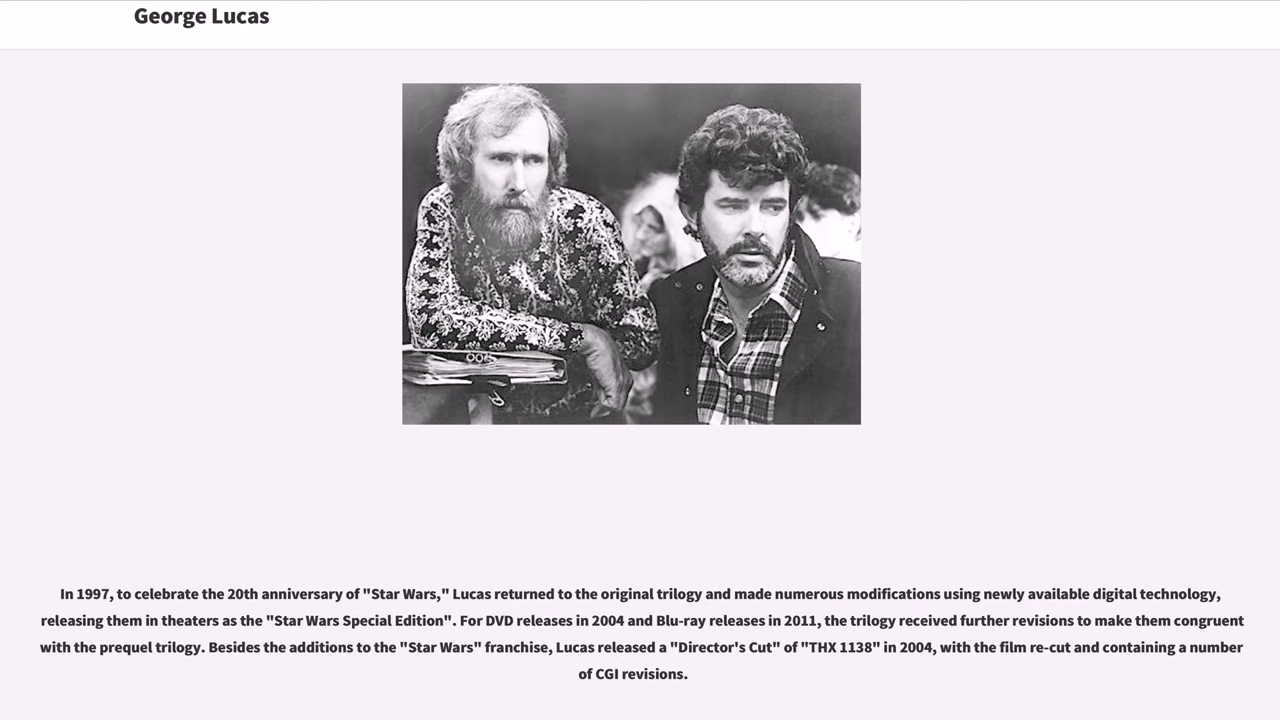 George Lucas
In 1997, to celebrate the 20th anniversary of "Star Wars," Lucas returned to the original trilogy and made numerous modifications using newly available digital technology,
releasing them in theaters as the "Star Wars Special Edition". For DVD releases in 2004 and Blu-ray releases in 2011, the trilogy received further revisions to make them congruent
with the prequel trilogy. Besides the additions to the "Star Wars" franchise, Lucas released a "Director's Cut" of "THX 1138" in 2004, with the film re-cut and containing a number
of CGI revisions.